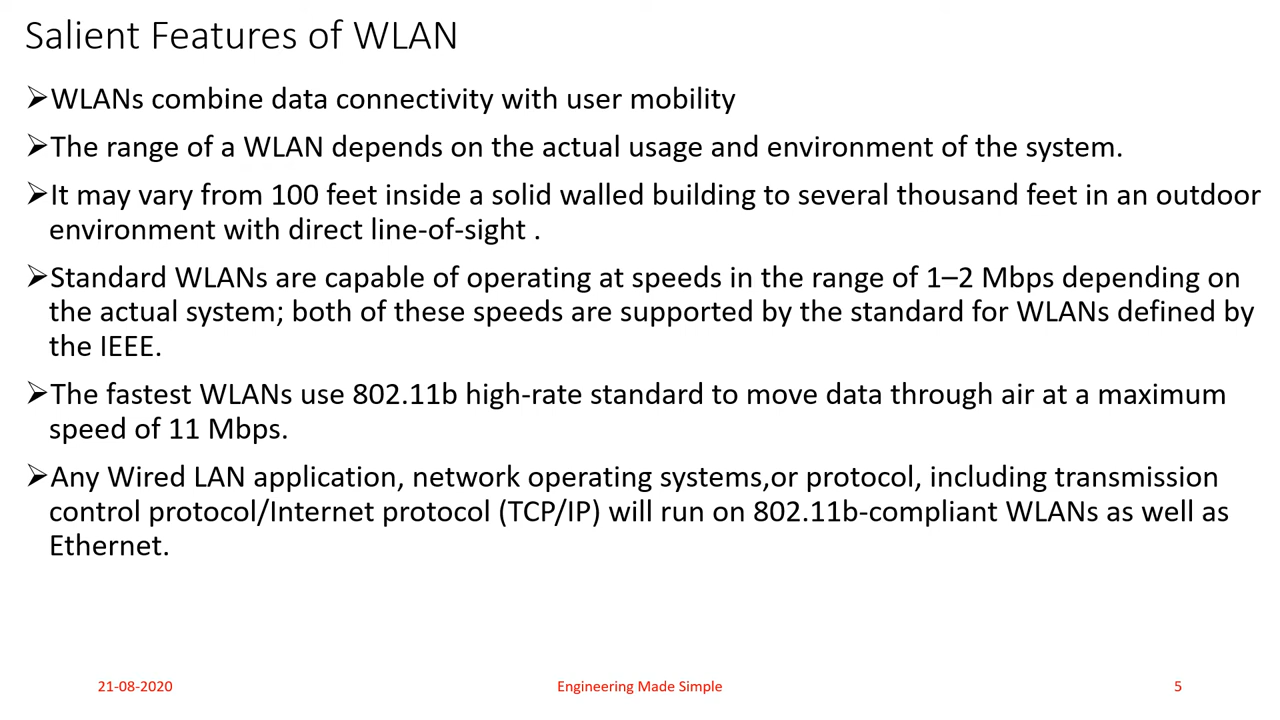 Salient Features of WLAN
➢WLANs combine data connectivity with user mobility
➢The range of a WLAN depends on the actual usage and environment of the system.
➢It may vary from 100 feet inside a solid walled building to several thousand feet in an outdoor
environment with direct line-of-sight .
➢Standard WLANs are capable of operating at speeds in the range of 1–2 Mbps depending on
the actual system; both of these speeds are supported by the standard for WLANs defined by
the IEEE.
➢The fastest WLANs use 802.11b high-rate standard to move data through air at a maximum
speed of 11 Mbps.
➢Any Wired LAN application, network operating systems,or protocol, including transmission
control protocol/Internet protocol (TCP/IP) will run on 802.11b-compliant WLANs as well as
Ethernet.
21-08-2020
Engineering Made Simple
5